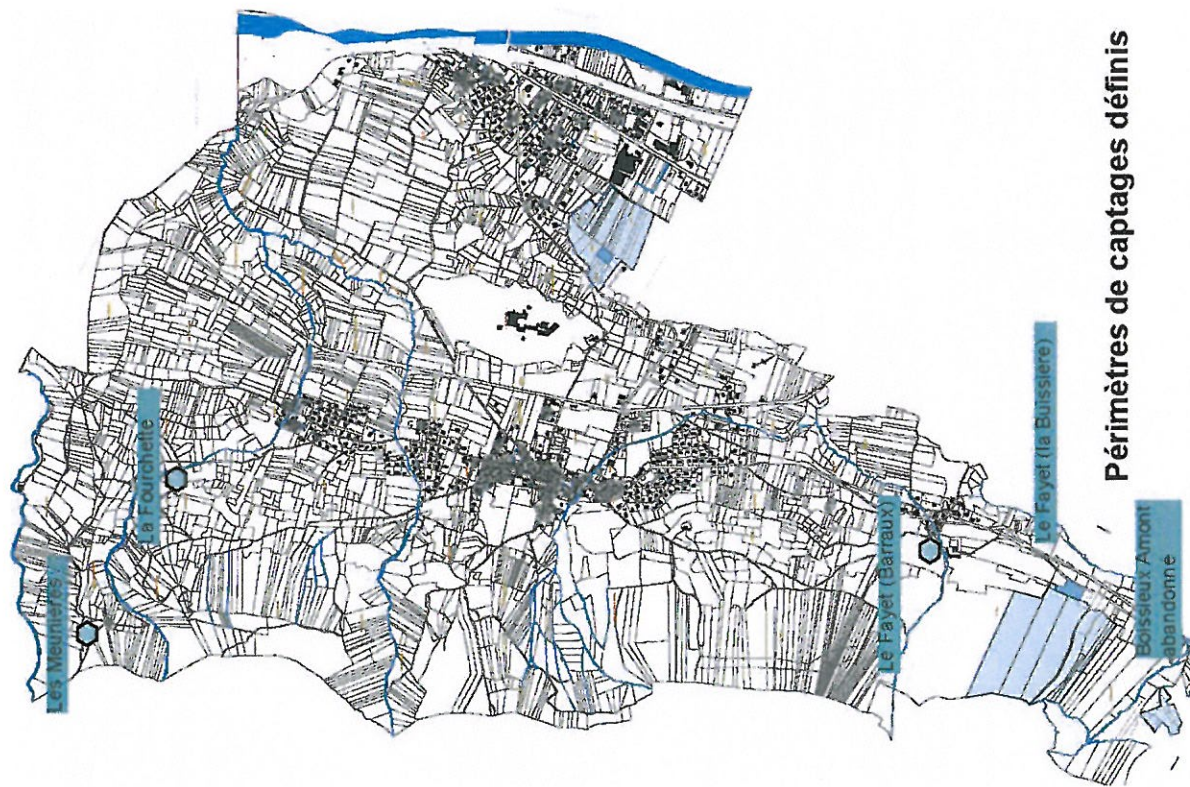 Les Meunières
La Fourchette
Le Fayet (Barraux)
Le Fayet (la Buissière)
Boissieux Amont
abandonné
Périmètres de captages définis